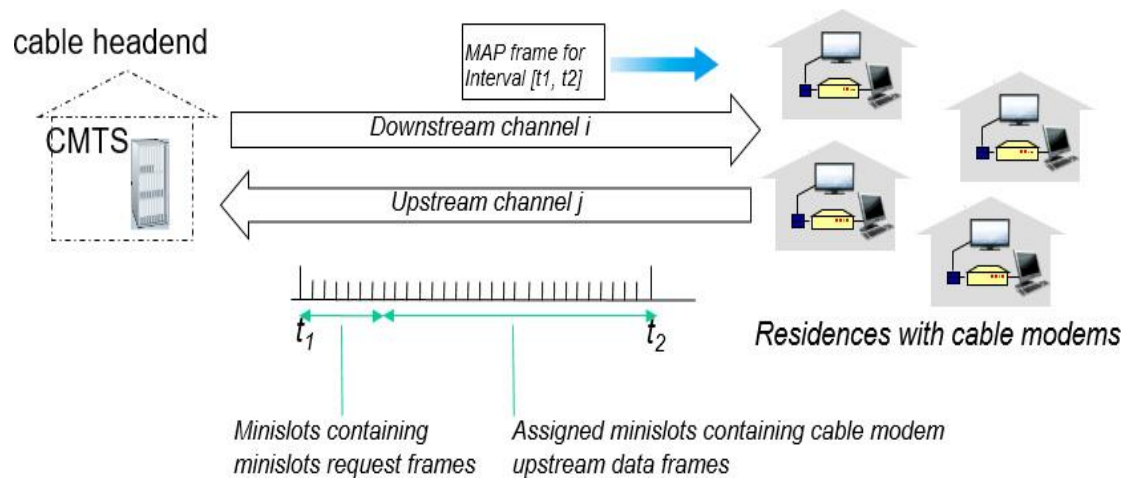 cable headend
MAP frame for
Interval [t1, t2]
CMTS
Downstream channel i
Upstream channel j
t1
t2
Residences with cable modems
Minislots containing
minislots request frames
Assigned minislots containing cable modem
upstream data frames